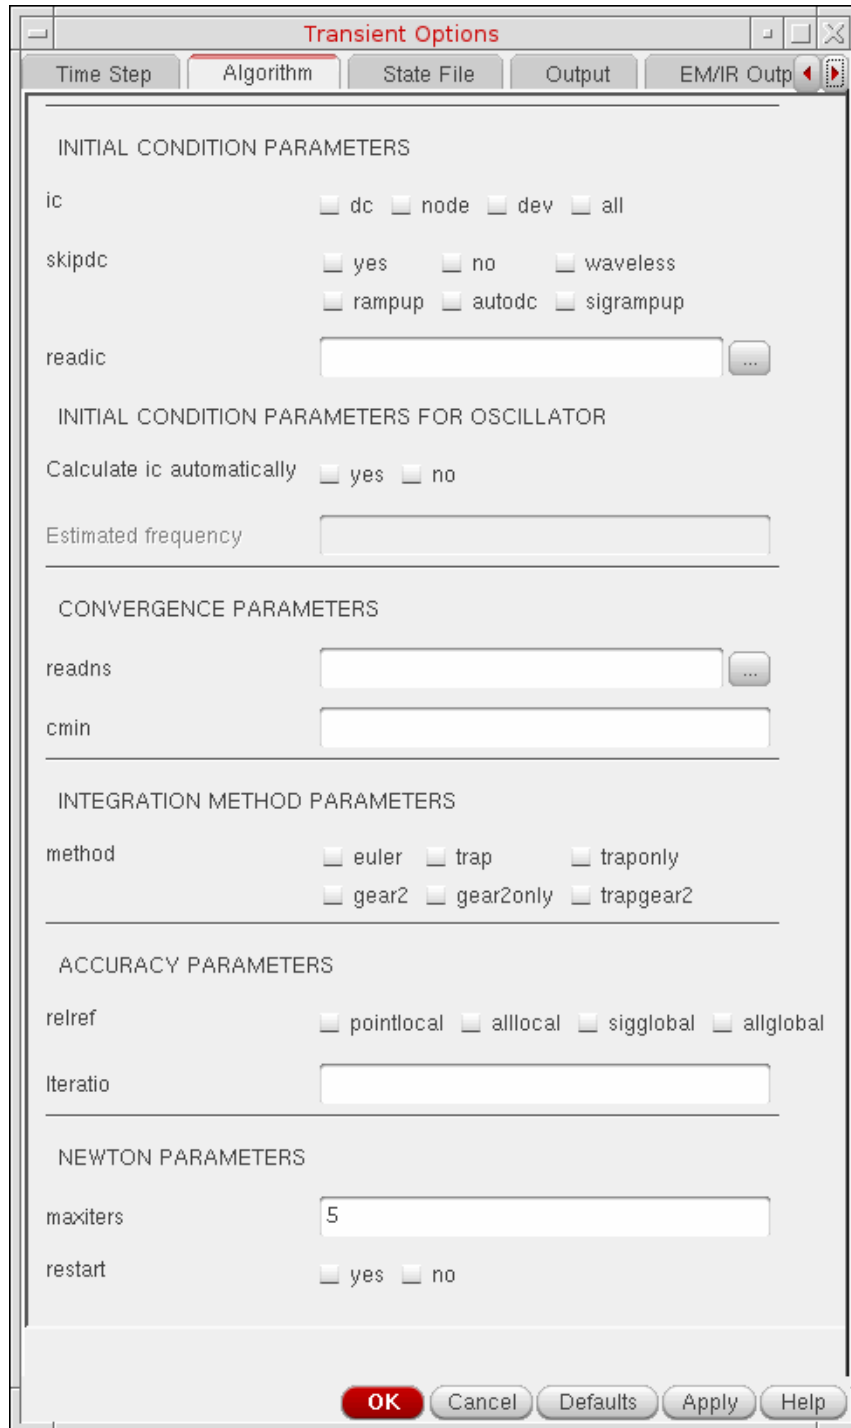 Transient Options
Time Step Algorithm State File Output EM/IR Outp
INITIAL CONDITION PARAMETERS
ic dc node dev all
skipdc yes no waveless
rampup autodc sigrampup
readic ...
INITIAL CONDITION PARAMETERS FOR OSCILLATOR
Calculate ic automatically yes no
Estimated frequency
CONVERGENCE PARAMETERS
readns ...
cmin
INTEGRATION METHOD PARAMETERS
method euler trap traponly
gear2 gear2only trapgear2
ACCURACY PARAMETERS
relref pointlocal alllocal sigglobal allglobal
lteratio
NEWTON PARAMETERS
maxiters 5
restart yes no
OK Cancel Defaults Apply Help